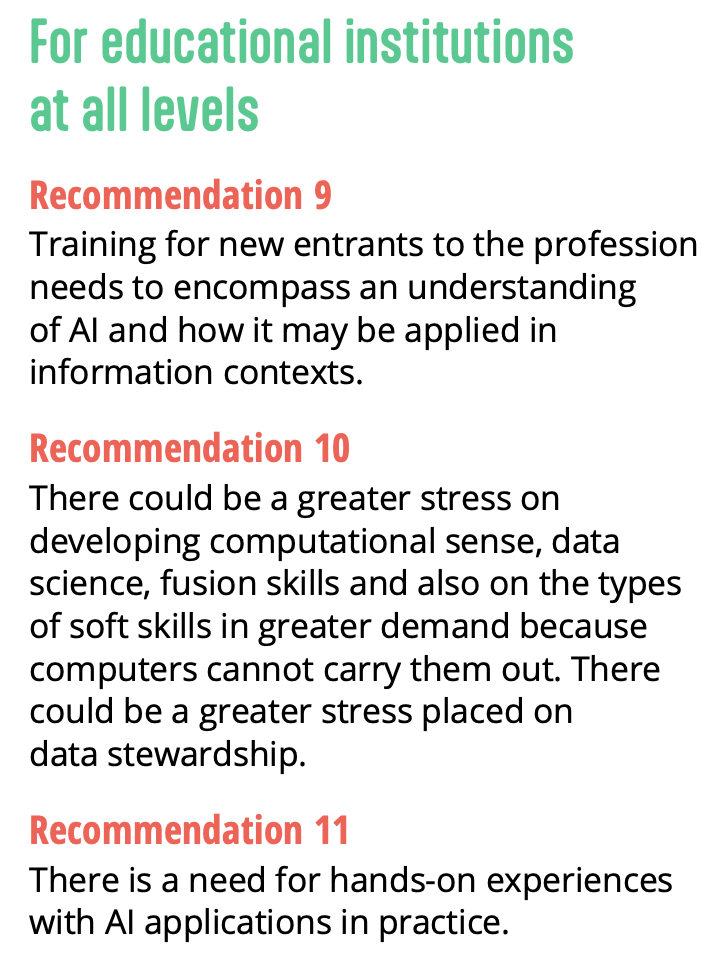 For educational institutions
at all levels
Recommendation 9
Training for new entrants to the profession
needs to encompass an understanding
of AI and how it may be applied in
information contexts.
Recommendation 10
There could be a greater stress on
developing computational sense, data
science, fusion skills and also on the types
of soft skills in greater demand because
computers cannot carry them out. There
could be a greater stress placed on
data stewardship.
Recommendation 11
There is a need for hands-on experiences
with AI applications in practice.